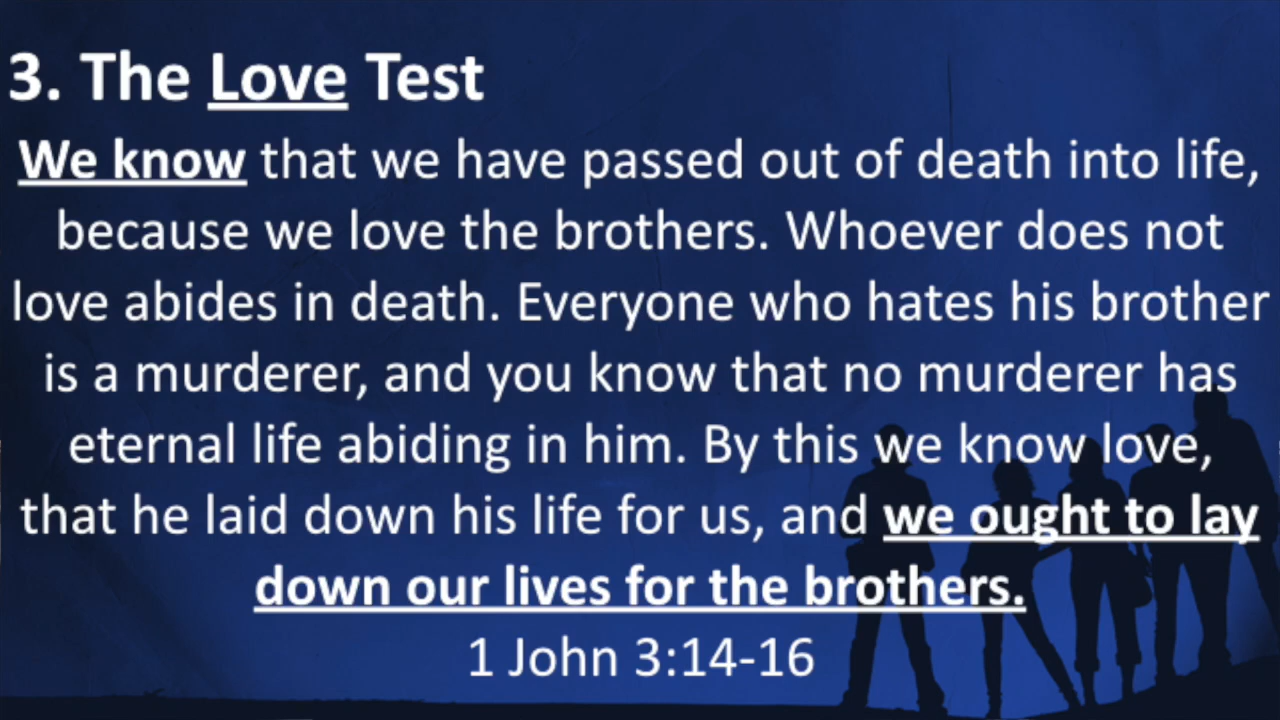 3. The Love Test
We know that we have passed out of death into life,
because we love the brothers. Whoever does not
love abides in death. Everyone who hates his brother
is a murderer, and you know that no murderer has
eternal life abiding in him. By this we know love,
that he laid down his life for us, and we ought to lay
down our lives for the brothers.
1 John 3:14-16